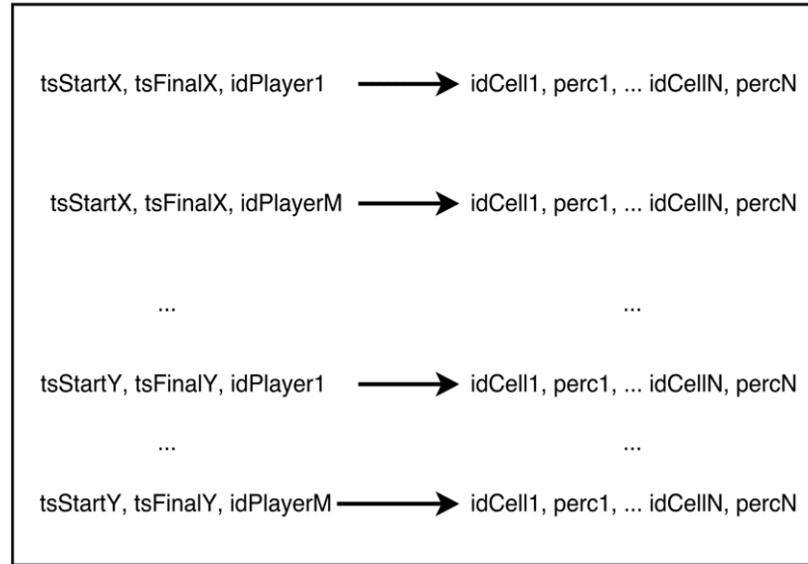 tsStartX, tsFinalX, idPlayer1 idCell1, perc1, ... idCellN, percN
tsStartX, tsFinalX, idPlayerM idCell1, perc1, ... idCellN, percN
... ...
tsStartY, tsFinalY, idPlayer1 idCell1, perc1, ... idCellN, percN
... ...
tsStartY, tsFinalY, idPlayerM idCell1, perc1, ... idCellN, percN